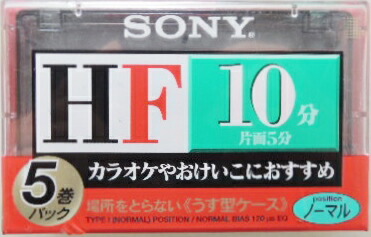 SONY
HF
10分
片面5分
カラオケやおけいこにおすすめ
5巻
パック
場所をとらない《うす型ケース》
TYPE I (NORMAL) POSITION / NORMAL BIAS 120 μs EQ
position
ノーマル